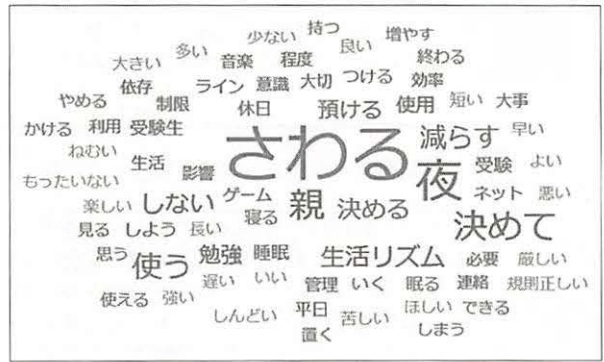 少ない 持つ 増やす
大きい 多い 音楽 程度 良い 終わる
依存 ライン 意識 大切 つける 効率
やめる 制限 休日 預ける 使用 短い 大事
かける 利用 受験生 さわる 減らす 早い
ねむい 生活 影響 夜 受験 よい
もったいない ネット 悪い
楽しい しない ゲーム 親 決める 決めて
見る しよう 長い 寝る
思う 使う 勉強 睡眠 生活リズム 必要 厳しい
遅い いい 管理 いく 眠る 連絡 規則正しい
使える 強い
しんどい 平日 苦しい ほしい できる
置く しまう